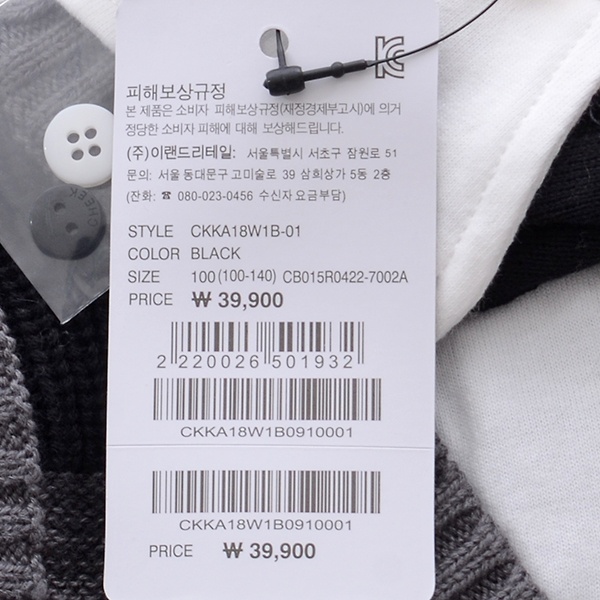 피해보상규정
본 제품은 소비자 피해보상규정(재정경제부고시)에 의거
정당한 소비자 피해에 대해 보상해드립니다.
(주)이랜드리테일: 서울특별시 서초구 잠원로 51
문의: 서울 동대문구 고미술로 39 삼희상가 5동 2층
(잔화: ☎ 080-023-0456 수신자 요금부담)
STYLE CKKA18W1B-01
COLOR BLACK
SIZE 100 (100-140) CB015R0422-7002A
PRICE ₩ 39,900
2 220026 501932
CKKA18W1B0910001
CKKA18W1B0910001
PRICE ₩ 39,900